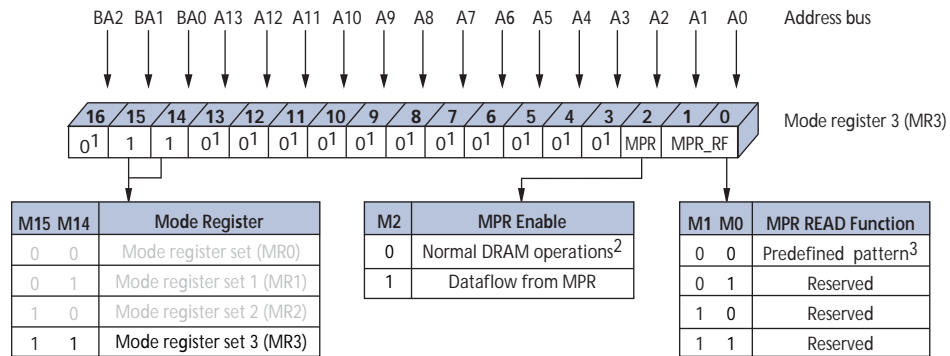 BA2 BA1 BA0 A13 A12 A11 A10 A9 A8 A7 A6 A5 A4 A3 A2 A1 A0 Address bus
16 15 14 13 12 11 10 9 8 7 6 5 4 3 2 1 0
Mode register 3 (MR3)
0¹ 1 1 0¹ 0¹ 0¹ 0¹ 0¹ 0¹ 0¹ 0¹ 0¹ 0¹ 0¹ MPR MPR_RF
M15 M14 Mode Register
0 0 Mode register set (MR0)
0 1 Mode register set 1 (MR1)
1 0 Mode register set 2 (MR2)
1 1 Mode register set 3 (MR3)
M2 MPR Enable
0 Normal DRAM operations²
1 Dataflow from MPR
M1 M0 MPR READ Function
0 0 Predefined pattern³
0 1 Reserved
1 0 Reserved
1 1 Reserved